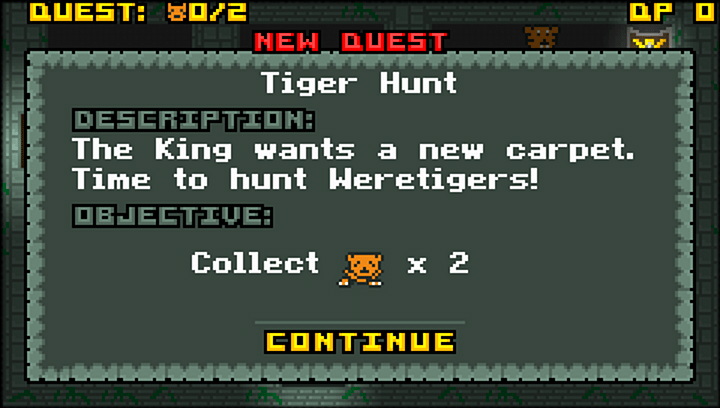 QUEST: 0/2
QP 0
NEW QUEST
Tiger Hunt
DESCRIPTION:
The King wants a new carpet.
Time to hunt Weretigers!
OBJECTIVE:
Collect x 2
CONTINUE